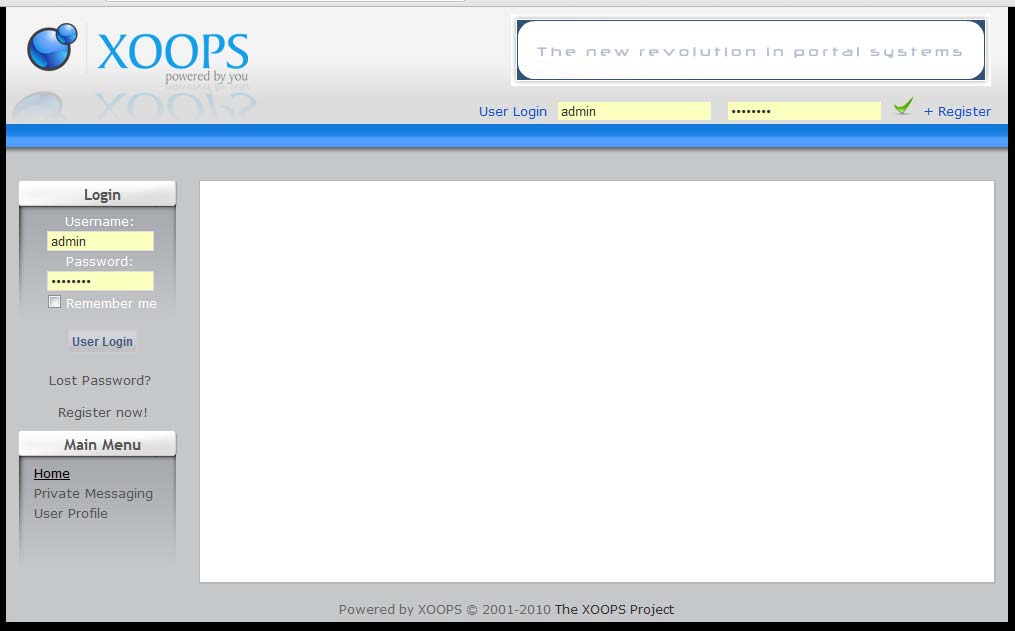 XOOPS
powered by you
The new revolution in portal systems
User Login admin •••••••• + Register
Login
Username:
admin
Password:
••••••••
Remember me
User Login
Lost Password?
Register now!
Main Menu
Home
Private Messaging
User Profile
Powered by XOOPS © 2001-2010 The XOOPS Project